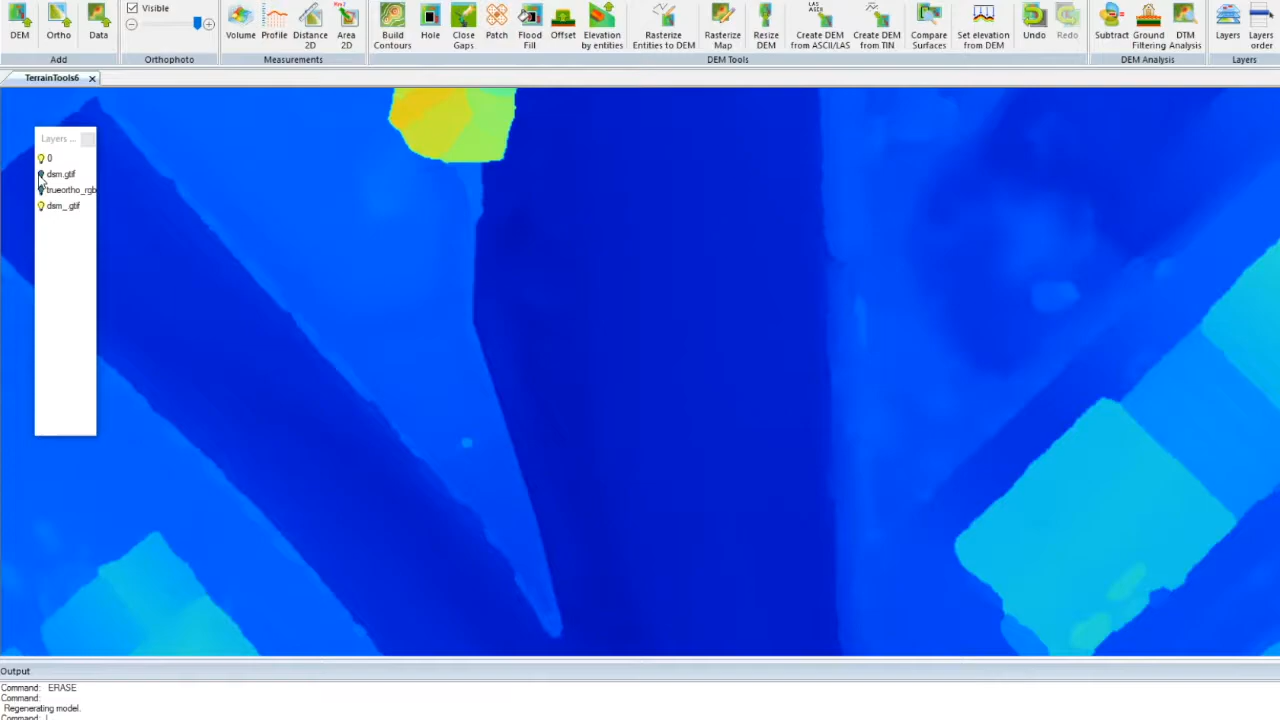 DEM
Ortho
Data
Visible
Volume
Profile
Distance
2D
Area
2D
Build
Contours
Hole
Close
Gaps
Patch
Flood
Fill
Offset
Elevation
by entities
Rasterize
Entities to DEM
Rasterize
Map
Resize
DEM
LAS
ASCII
Create DEM
from ASCII/LAS
Create DEM
from TIN
Compare
Surfaces
Set elevation
from DEM
Undo
Redo
Subtract
Ground
Filtering
DTM
Analysis
Layers
Layers
order
Add
Orthophoto
Measurements
DEM Tools
DEM Analysis
Layers
TerrainTools6
Layers ...
0
dsm.gtif
trueortho_rgb
dsm_ gtif
Output
Command: ERASE
Command:
Regenerating model.
Command: